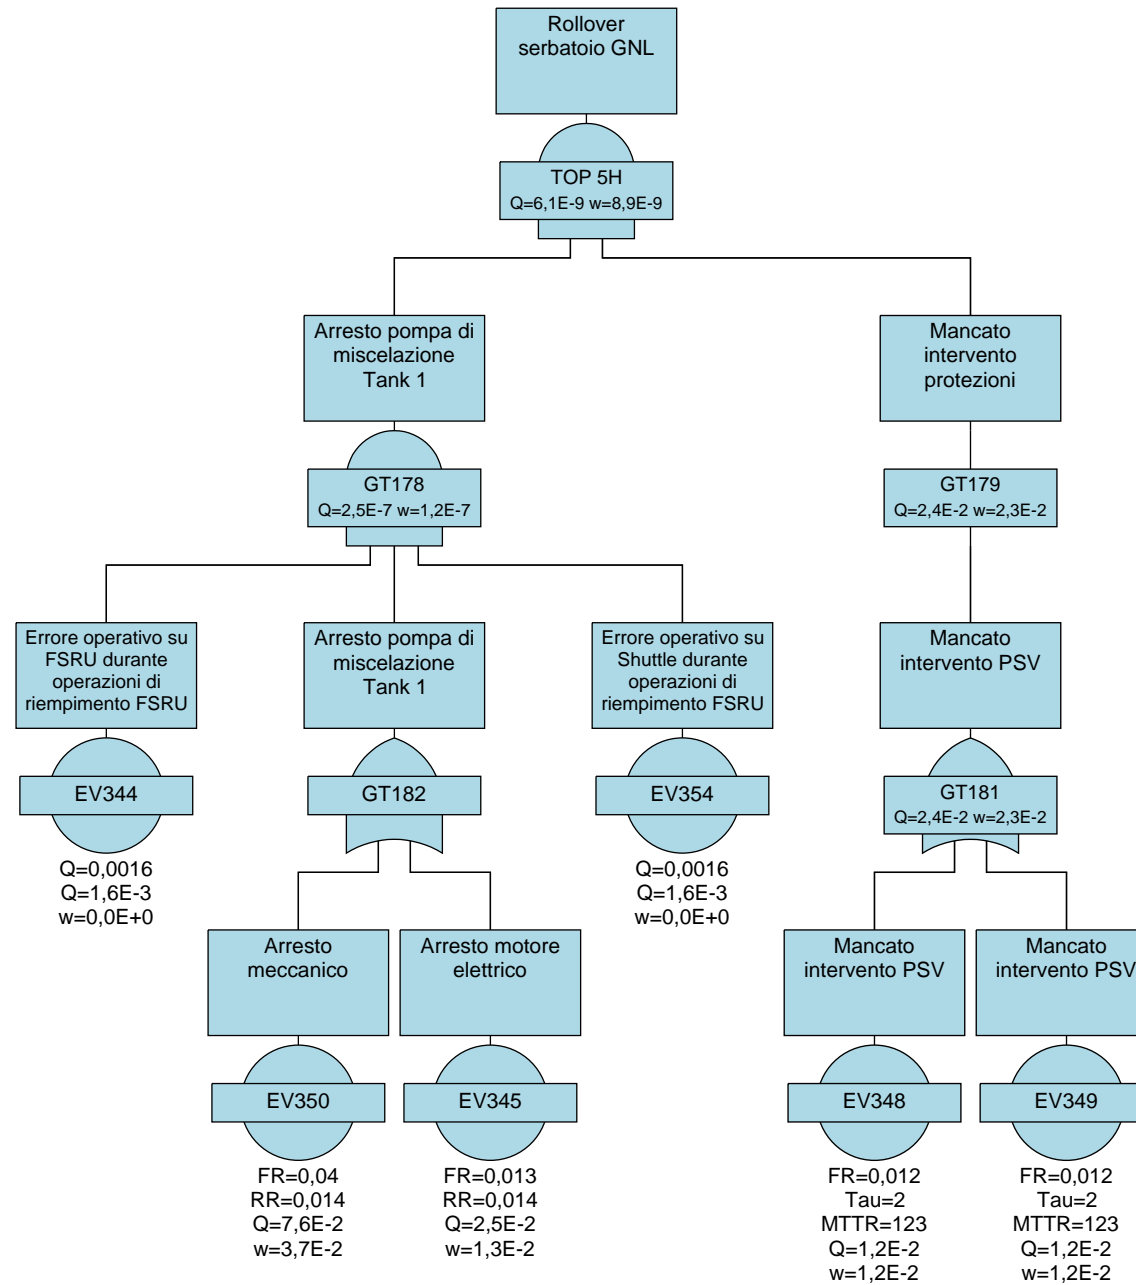 Rollover
serbatoio GNL
TOP 5H
Q=6,1E-9 w=8,9E-9
Arresto pompa di
miscelazione
Tank 1
Mancato
intervento
protezioni
GT178
Q=2,5E-7 w=1,2E-7
GT179
Q=2,4E-2 w=2,3E-2
Errore operativo su
FSRU durante
operazioni di
riempimento FSRU
Arresto pompa di
miscelazione
Tank 1
Errore operativo su
Shuttle durante
operazioni di
riempimento FSRU
Mancato
intervento PSV
EV344
GT182
EV354
GT181
Q=2,4E-2 w=2,3E-2
Q=0,0016
Q=1,6E-3
w=0,0E+0
Q=0,0016
Q=1,6E-3
w=0,0E+0
Arresto
meccanico
Arresto motore
elettrico
Mancato
intervento PSV
Mancato
intervento PSV
EV350
EV345
EV348
EV349
FR=0,04
RR=0,014
Q=7,6E-2
w=3,7E-2
FR=0,013
RR=0,014
Q=2,5E-2
w=1,3E-2
FR=0,012
Tau=2
MTTR=123
Q=1,2E-2
w=1,2E-2
FR=0,012
Tau=2
MTTR=123
Q=1,2E-2
w=1,2E-2